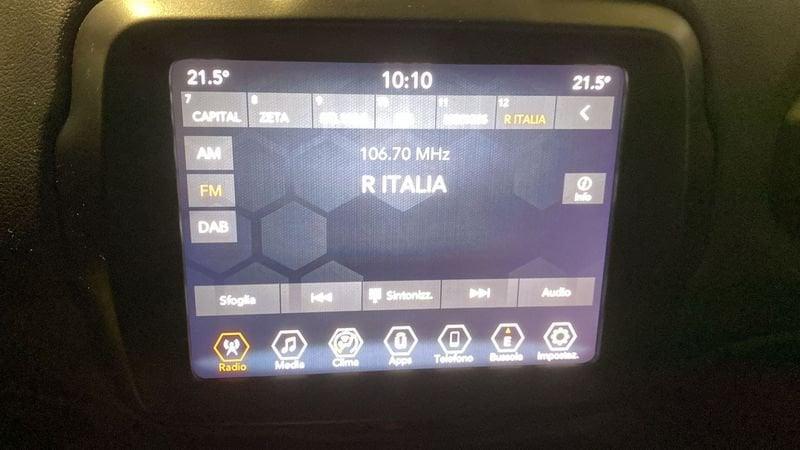 21.5° 10:10 21.5°
7 8 9 10 11 12
CAPITAL ZETA R ITALIA <
AM
106.70 MHz
FM
R ITALIA
Info
DAB
Sfoglia Sintonizz. Audio
E
Radio Media Clima Apps Telefono Bussola Impostaz.